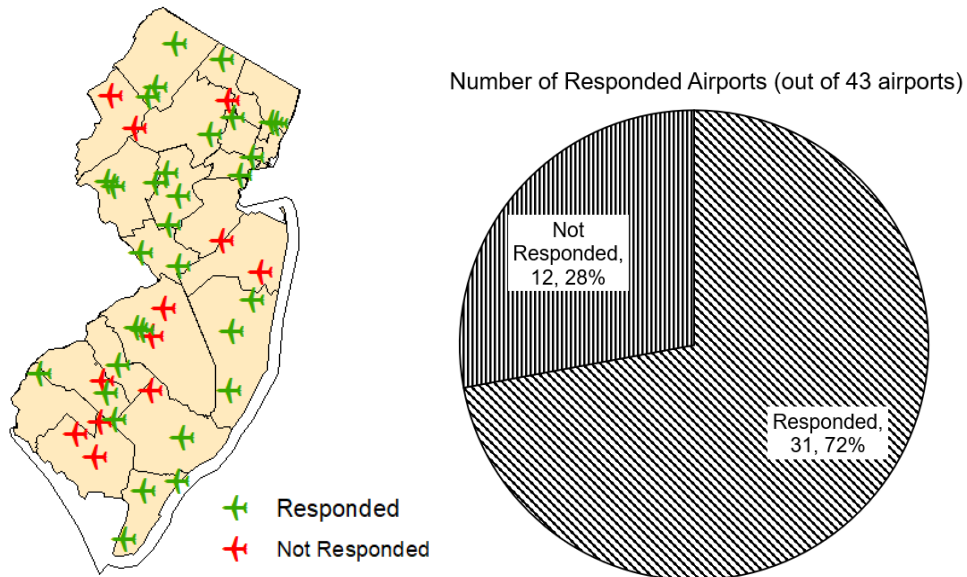 Number of Responded Airports (out of 43 airports)
Not
Responded,
12, 28%
Responded,
31, 72%
Responded
Not Responded